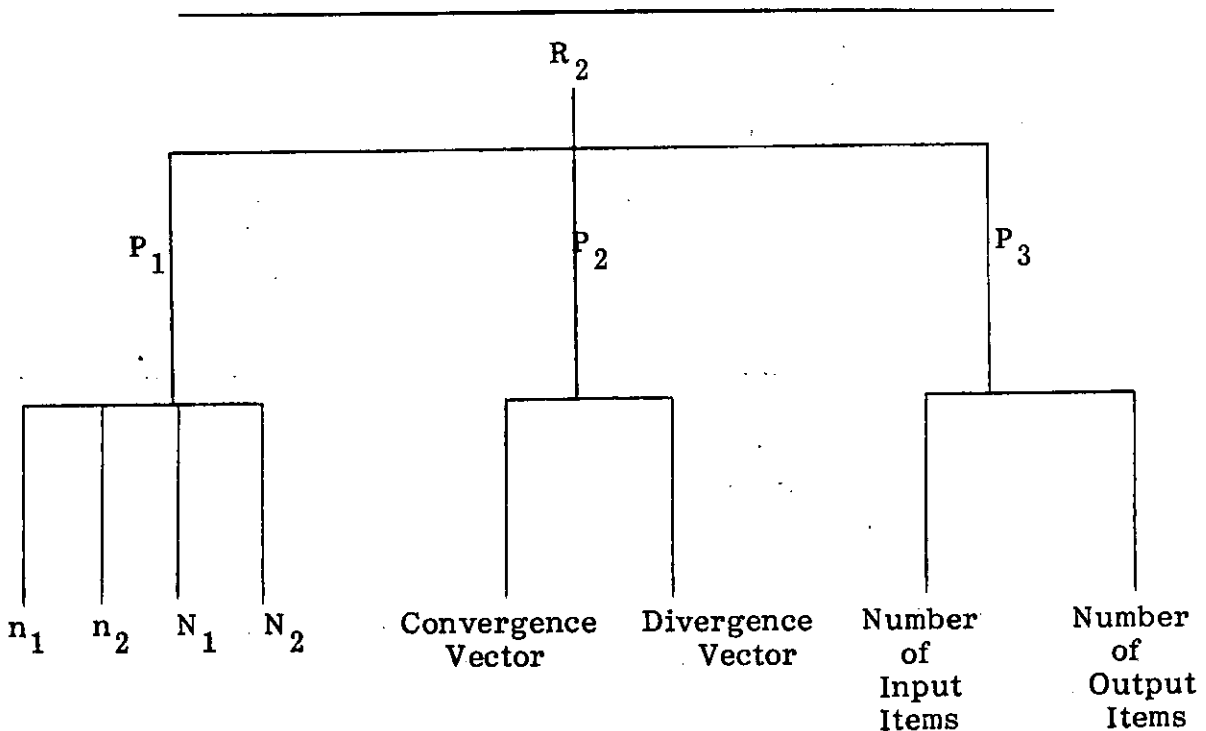 R₂
P₁ P₂ P₃
n₁ n₂ N₁ N₂
Convergence
Vector
Divergence
Vector
Number
of
Input
Items
Number
of
Output
Items